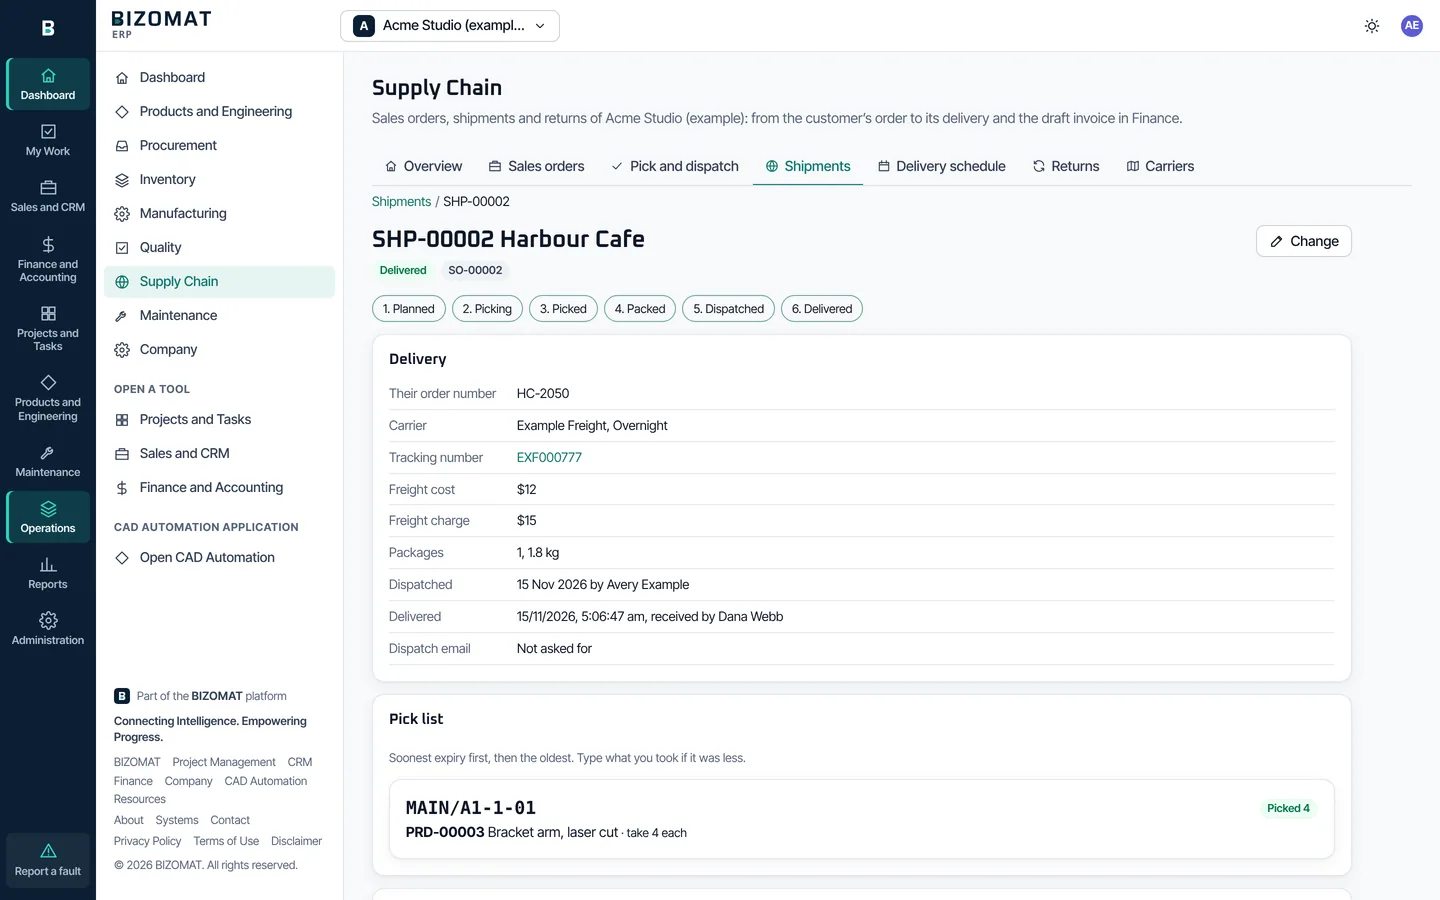 B
Dashboard
My Work
Sales and CRM
Finance and
Accounting
Projects and
Tasks
Products and
Engineering
Maintenance
Operations
Reports
Administration
Report a fault
BIZOMAT
ERP
A Acme Studio (exampl...
AE
Dashboard
Products and Engineering
Procurement
Inventory
Manufacturing
Quality
Supply Chain
Maintenance
Company
OPEN A TOOL
Projects and Tasks
Sales and CRM
Finance and Accounting
CAD AUTOMATION APPLICATION
Open CAD Automation
B Part of the BIZOMAT platform
Connecting Intelligence. Empowering
Progress.
BIZOMAT Project Management CRM
Finance Company CAD Automation
Resources
About Systems Contact
Privacy Policy Terms of Use Disclaimer
© 2026 BIZOMAT. All rights reserved.
Supply Chain
Sales orders, shipments and returns of Acme Studio (example): from the customer’s order to its delivery and the draft invoice in Finance.
Overview Sales orders Pick and dispatch Shipments Delivery schedule Returns Carriers
Shipments / SHP-00002
SHP-00002 Harbour Cafe
Change
Delivered SO-00002
1. Planned 2. Picking 3. Picked 4. Packed 5. Dispatched 6. Delivered
Delivery
Their order number HC-2050
Carrier Example Freight, Overnight
Tracking number EXF000777
Freight cost $12
Freight charge $15
Packages 1, 1.8 kg
Dispatched 15 Nov 2026 by Avery Example
Delivered 15/11/2026, 5:06:47 am, received by Dana Webb
Dispatch email Not asked for
Pick list
Soonest expiry first, then the oldest. Type what you took if it was less.
MAIN/A1-1-01
Picked 4
PRD-00003 Bracket arm, laser cut · take 4 each